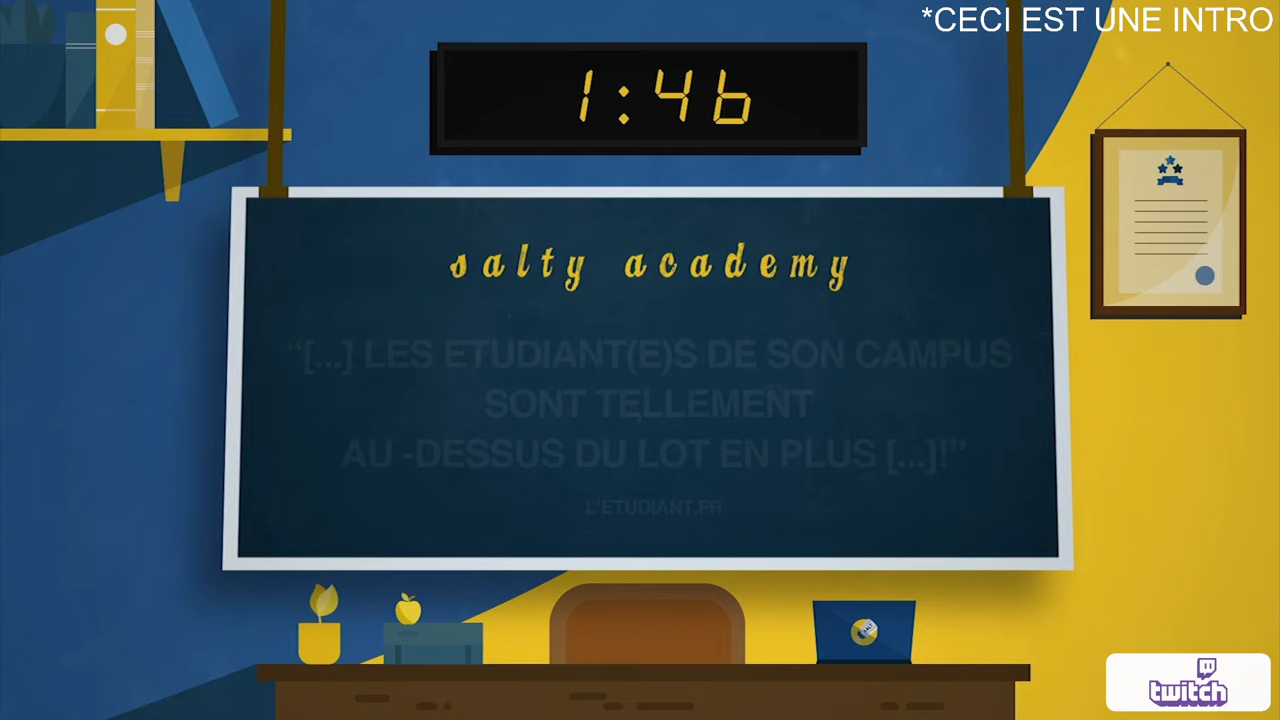 *CECI EST UNE INTRO
1:46
salty academy
“[...] LES ETUDIANT(E)S DE SON CAMPUS
SONT TELLEMENT
AU -DESSUS DU LOT EN PLUS [...]!”
L'ETUDIANT.FR
twitch